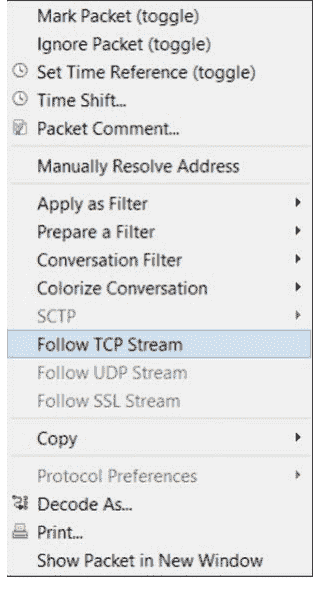 Mark Packet (toggle)
Ignore Packet (toggle)
Set Time Reference (toggle)
Time Shift...
Packet Comment...
Manually Resolve Address
Apply as Filter
Prepare a Filter
Conversation Filter
Colorize Conversation
SCTP
Follow TCP Stream
Follow UDP Stream
Follow SSL Stream
Copy
Protocol Preferences
Decode As...
Print...
Show Packet in New Window